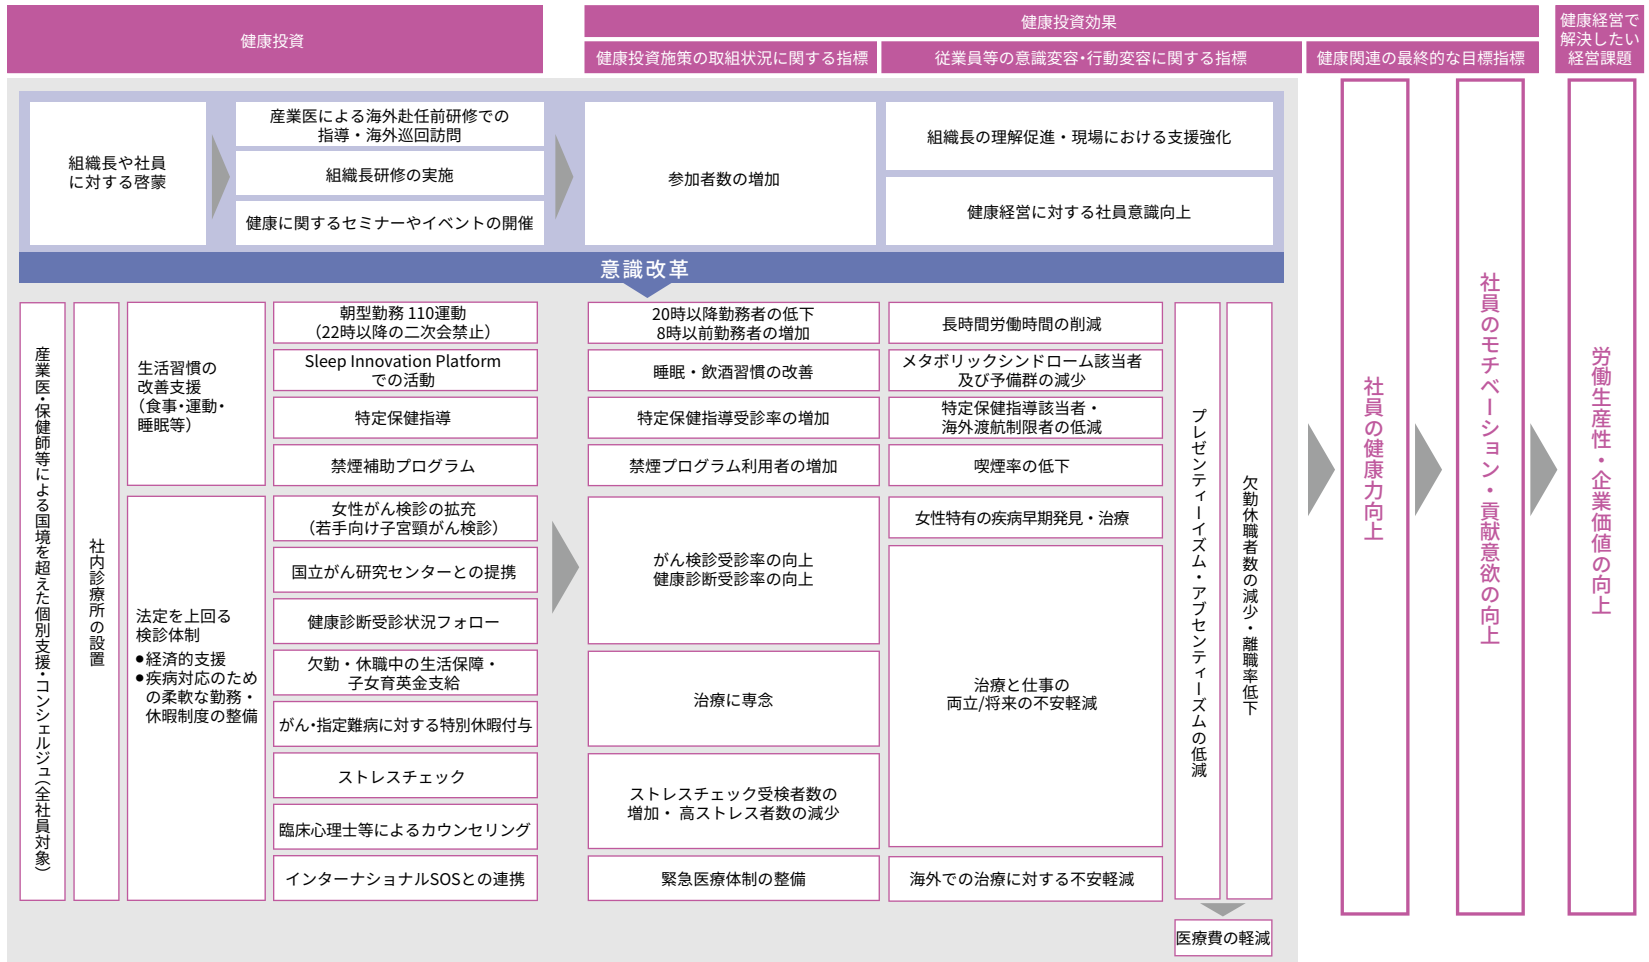 健康投資
健康投資効果
健康投資施策の取組状況に関する指標
従業員等の意識変容・行動変容に関する指標
健康関連の最終的な目標指標
健康経営で
解決したい
経営課題
組織長や社員
に対する啓蒙
産業医による海外赴任前研修での
指導・海外巡回訪問
組織長研修の実施
健康に関するセミナーやイベントの開催
参加者数の増加
組織長の理解促進・現場における支援強化
健康経営に対する社員意識向上
意識改革
産業医・保健師等による国境を超えた個別支援・コンシェルジュ（全社員対象）
社内診療所の設置
生活習慣の
改善支援
（食事・運動・
睡眠等）
朝型勤務 110運動
（22時以降の二次会禁止）
Sleep Innovation Platform
での活動
特定保健指導
禁煙補助プログラム
法定を上回る
検診体制
●経済的支援
●疾病対応のため
の柔軟な勤務・
休暇制度の整備
女性がん検診の拡充
（若手向け子宮頸がん検診）
国立がん研究センターとの提携
健康診断受診状況フォロー
欠勤・休職中の生活保障・
子女育英金支給
がん・指定難病に対する特別休暇付与
ストレスチェック
臨床心理士等によるカウンセリング
インターナショナルSOSとの連携
20時以降勤務者の低下
8時以前勤務者の増加
睡眠・飲酒習慣の改善
特定保健指導受診率の増加
禁煙プログラム利用者の増加
がん検診受診率の向上
健康診断受診率の向上
治療に専念
ストレスチェック受検者数の
増加・ 高ストレス者数の減少
緊急医療体制の整備
長時間労働時間の削減
メタボリックシンドローム該当者
及び予備群の減少
特定保健指導該当者・
海外渡航制限者の低減
喫煙率の低下
女性特有の疾病早期発見・治療
治療と仕事の
両立/将来の不安軽減
海外での治療に対する不安軽減
プレゼンティーイズム・アブセンティーズムの低減
欠勤休職者数の減少・離職率低下
医療費の軽減
社員の健康力向上
社員のモチベーション・貢献意欲の向上
労働生産性・企業価値の向上